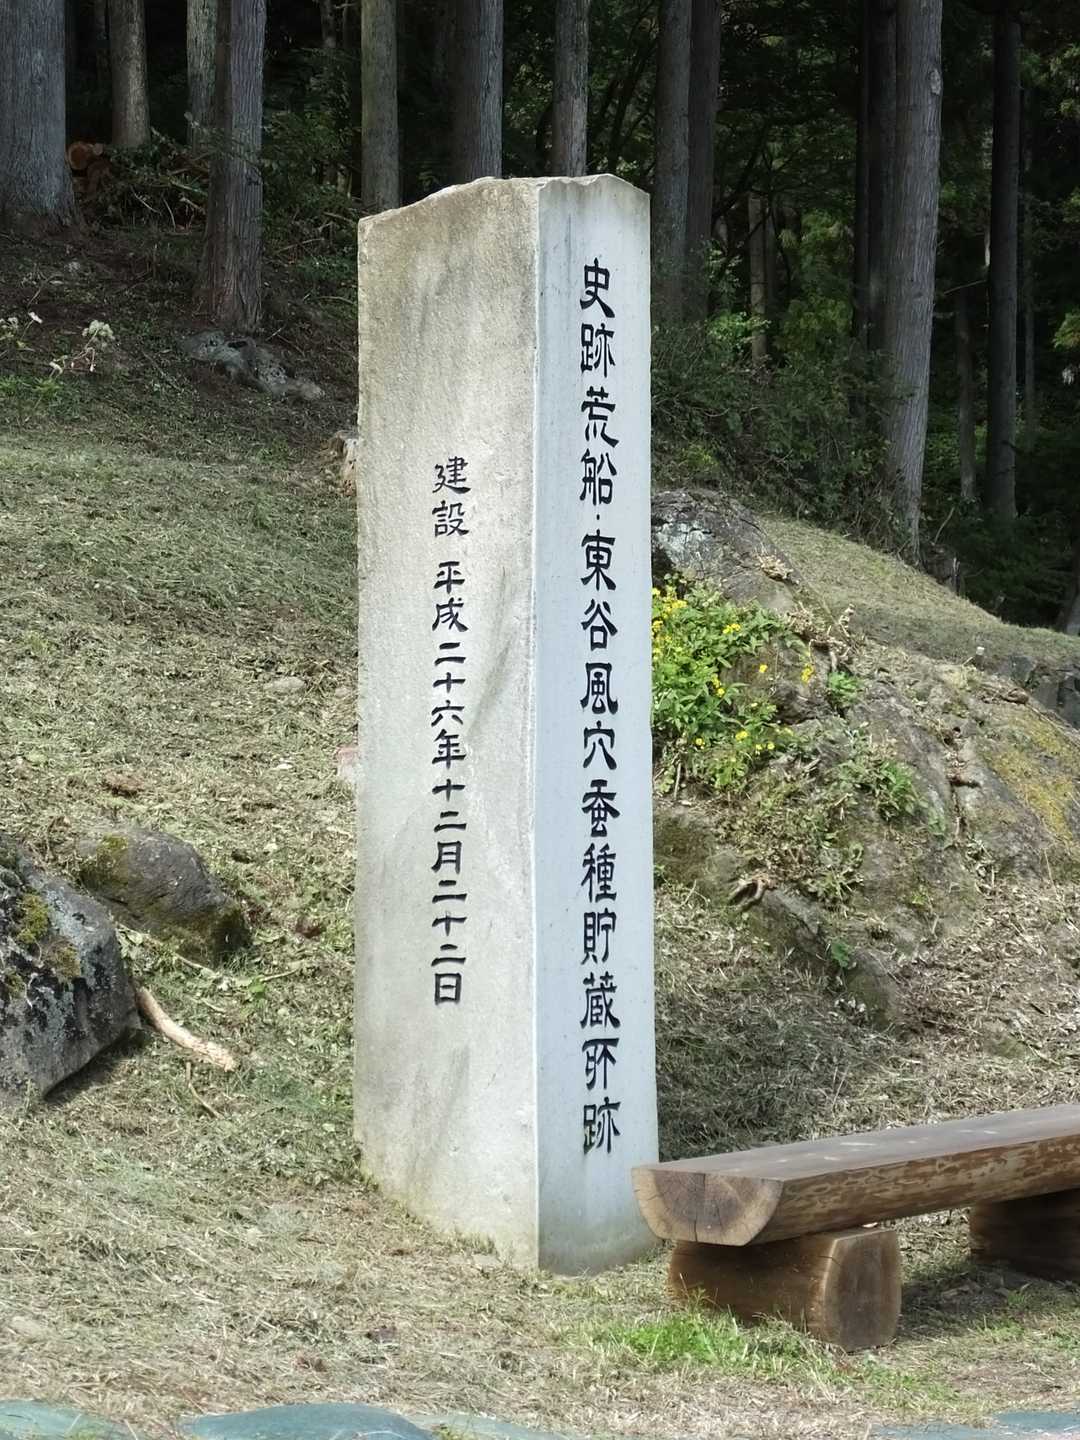 史跡荒船・東谷風穴蚕種貯蔵所跡
建設 平成二十六年十二月二十二日